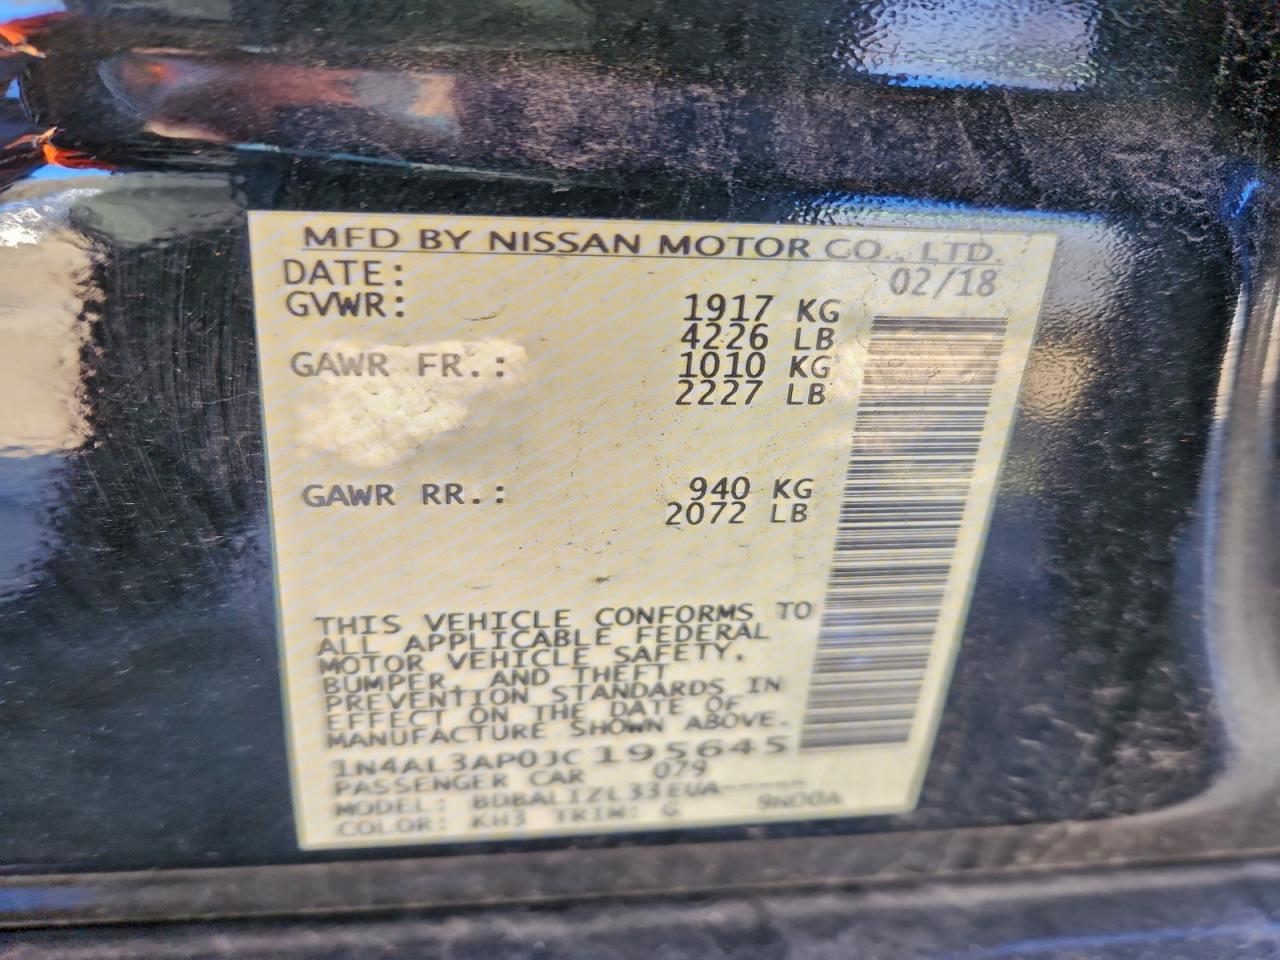 MFD BY NISSAN MOTOR CO., LTD.
DATE: 02/18
GVWR: 1917 KG
4226 LB
GAWR FR.: 1010 KG
2227 LB
GAWR RR.: 940 KG
2072 LB
THIS VEHICLE CONFORMS TO
ALL APPLICABLE FEDERAL
MOTOR VEHICLE SAFETY,
BUMPER, AND THEFT
PREVENTION STANDARDS IN
EFFECT ON THE DATE OF
MANUFACTURE SHOWN ABOVE.
1N4AL3AP0JC195645
PASSENGER CAR 079
MODEL: BDBALIZL33EUA-----
COLOR: KH3 TRIM: G